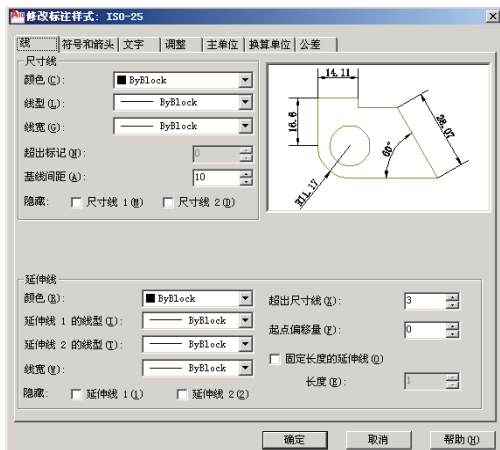 修改标注样式: ISO-25
线 符号和箭头 文字 调整 主单位 换算单位 公差
尺寸线
颜色(C): ByBlock
线型(L): ByBlock
线宽(G): ByBlock
超出标记(N): 0
基线间距(A): 10
隐藏: 尺寸线 1(M) 尺寸线 2(D)
14.11
16.6
28.07
60°
R11.17
延伸线
颜色(R): ByBlock
延伸线 1 的线型(I): ByBlock
延伸线 2 的线型(T): ByBlock
线宽(W): ByBlock
隐藏: 延伸线 1(1) 延伸线 2(2)
超出尺寸线(X): 3
起点偏移量(F): 0
固定长度的延伸线(O)
长度(E): 1
确定 取消 帮助(H)